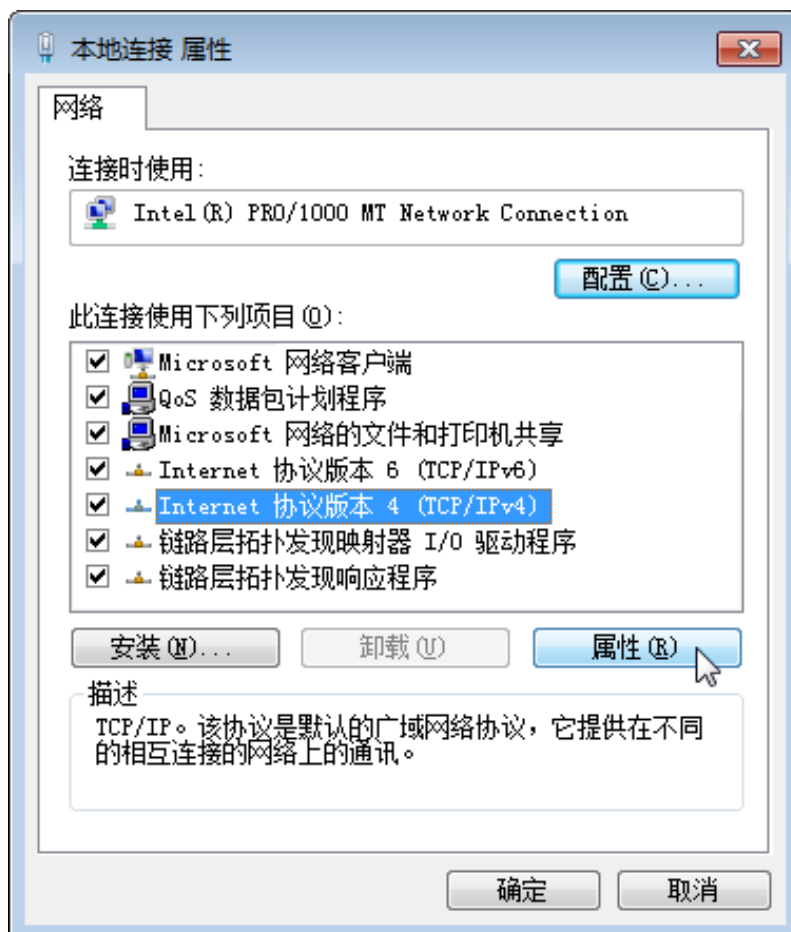 本地连接 属性
网络
连接时使用:
Intel(R) PRO/1000 MT Network Connection
配置(C)...
此连接使用下列项目(O):
Microsoft 网络客户端
QoS 数据包计划程序
Microsoft 网络的文件和打印机共享
Internet 协议版本 6 (TCP/IPv6)
Internet 协议版本 4 (TCP/IPv4)
链路层拓扑发现映射器 I/O 驱动程序
链路层拓扑发现响应程序
安装(N)... 卸载(U) 属性(R)
描述
TCP/IP。该协议是默认的广域网络协议，它提供在不同
的相互连接的网络上的通讯。
确定 取消